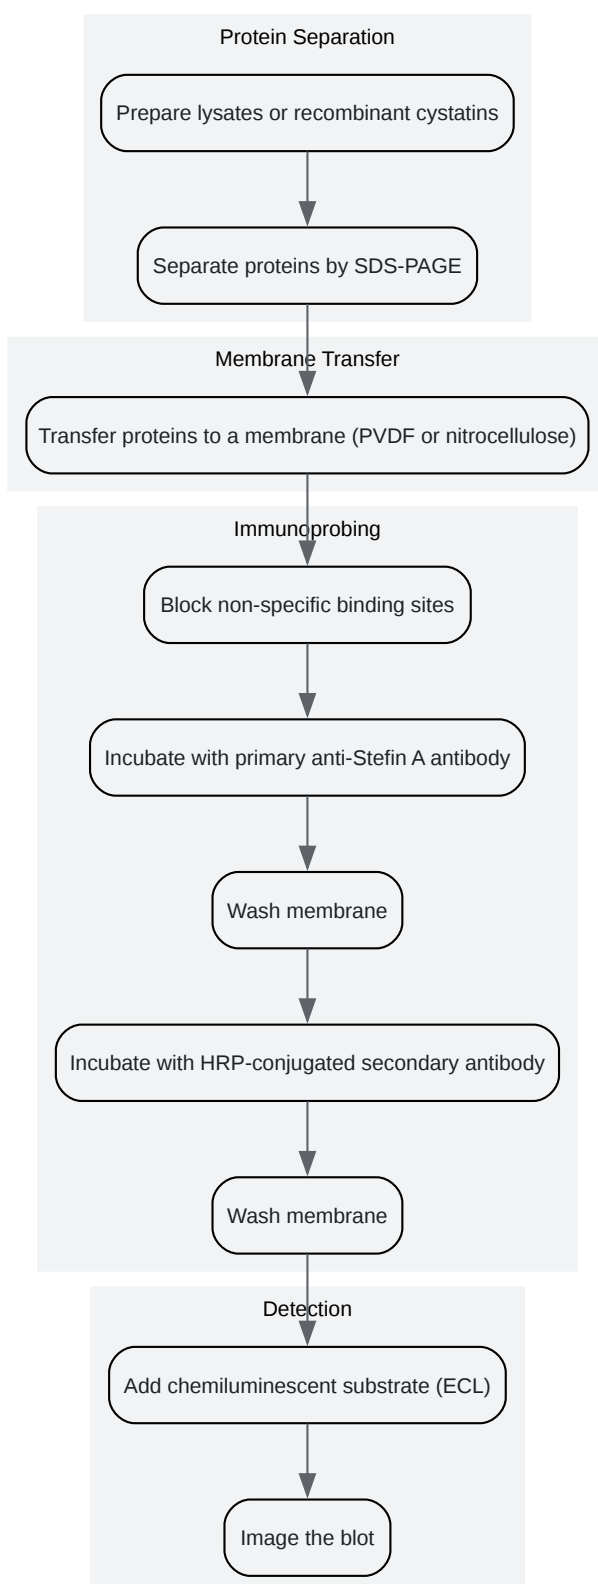 Protein Separation
Prepare lysates or recombinant cystatins
Separate proteins by SDS-PAGE
Membrane Transfer
Transfer proteins to a membrane (PVDF or nitrocellulose)
Immunoprobing
Block non-specific binding sites
Incubate with primary anti-Stefin A antibody
Wash membrane
Incubate with HRP-conjugated secondary antibody
Wash membrane
Detection
Add chemiluminescent substrate (ECL)
Image the blot